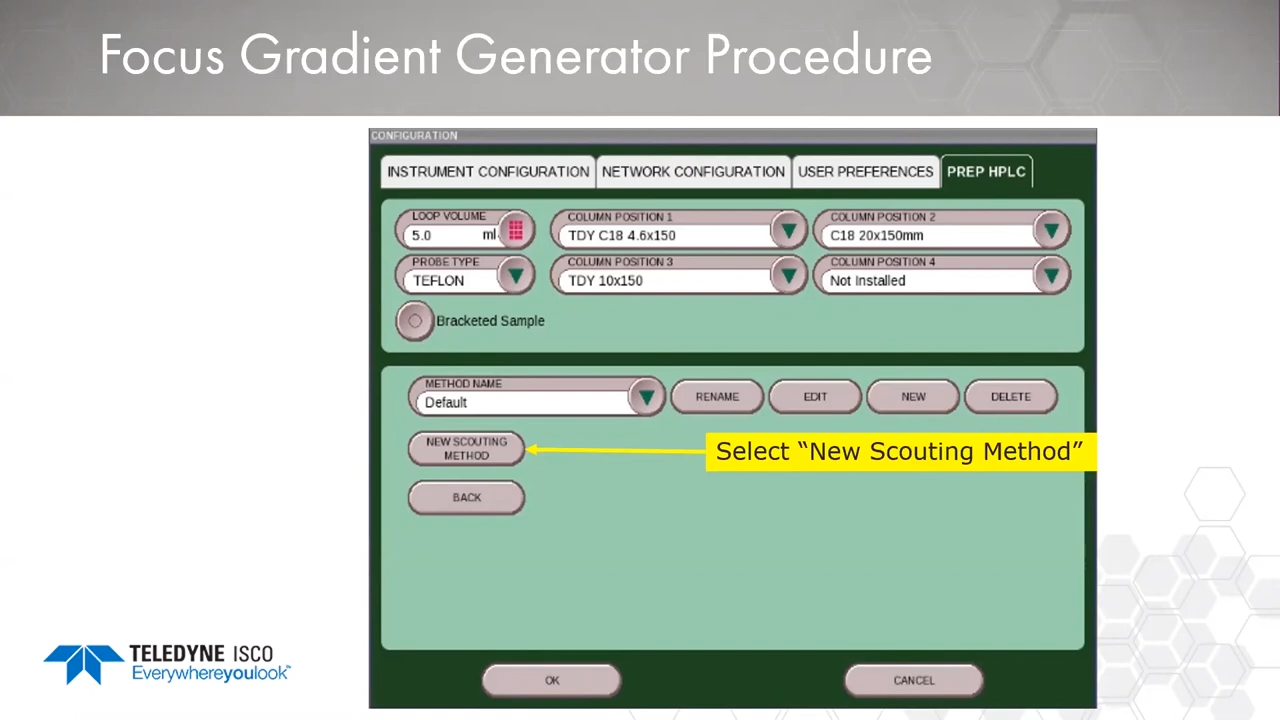 Focus Gradient Generator Procedure
CONFIGURATION
INSTRUMENT CONFIGURATION
NETWORK CONFIGURATION
USER PREFERENCES
PREP HPLC
LOOP VOLUME
5.0 ml
COLUMN POSITION 1
TDY C18 4.6x150
COLUMN POSITION 2
C18 20x150mm
PROBE TYPE
TEFLON
COLUMN POSITION 3
TDY 10x150
COLUMN POSITION 4
Not Installed
Bracketed Sample
METHOD NAME
Default
RENAME
EDIT
NEW
DELETE
NEW SCOUTING
METHOD
Select “New Scouting Method”
BACK
OK
CANCEL
TELEDYNE ISCO
Everywhereyoulook™